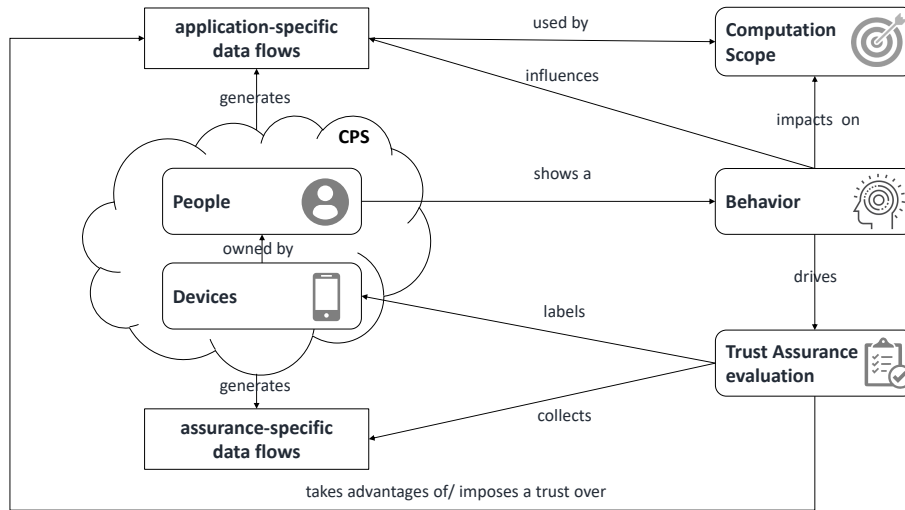 application-specific
data flows
used by
Computation
Scope
influences
generates
impacts on
CPS
People
shows a
Behavior
owned by
Devices
drives
labels
Trust Assurance
evaluation
generates
collects
assurance-specific
data flows
takes advantages of/ imposes a trust over